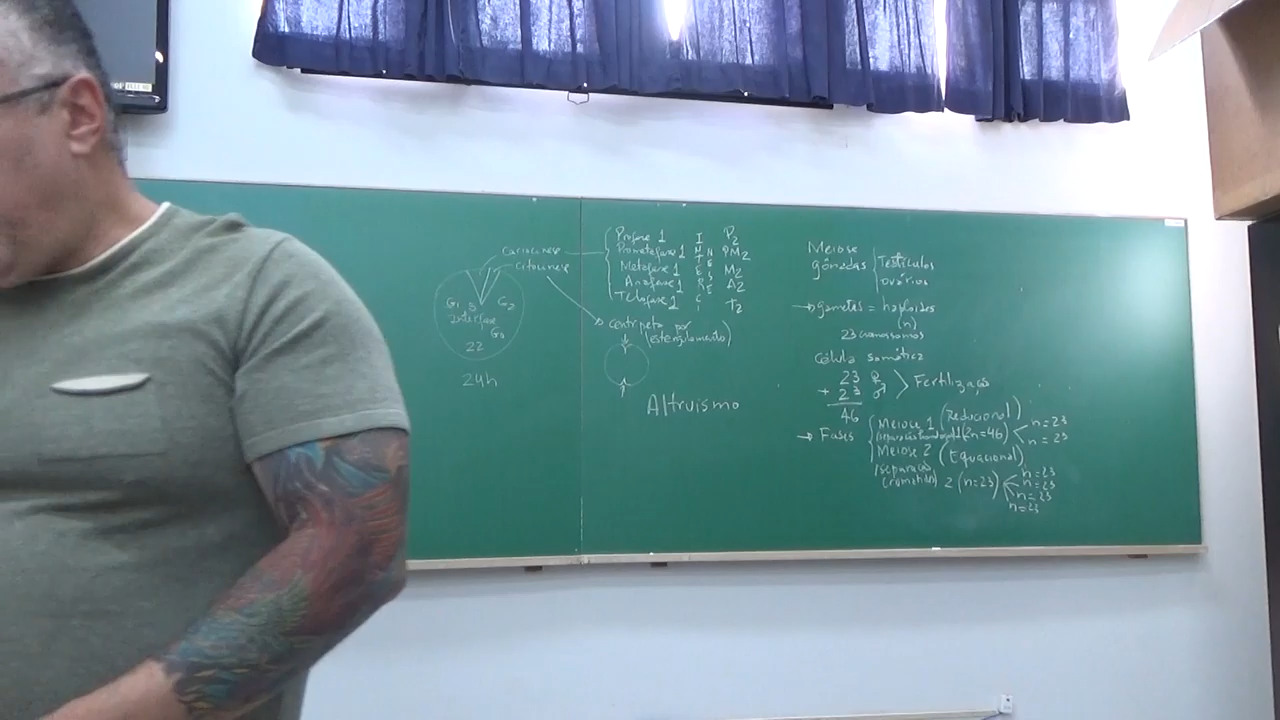 Cariocinese
Citocinese
G1 S G2
Interfase
G0
22
24h
Prófase 1
Prometáfase 1
Metáfase 1
Anáfase 1
Telófase 1
P2
PM2
M2
A2
T2
centrípeta por
(estrangulamento)
Altruísmo
Meiose
gônadas
Testículos
ovários
→ gametas = haploides
(n)
23 cromossomos
Célula somática
23 ♀
+ 23 ♂
46
Fertilização
→ Fases
Meiose 1 (Reducional)
(2n=46)
n=23
n=23
Meiose 2 (Equacional)
(separação
cromátides) 2 (n=23)
n=23
n=23
n=23
n=23